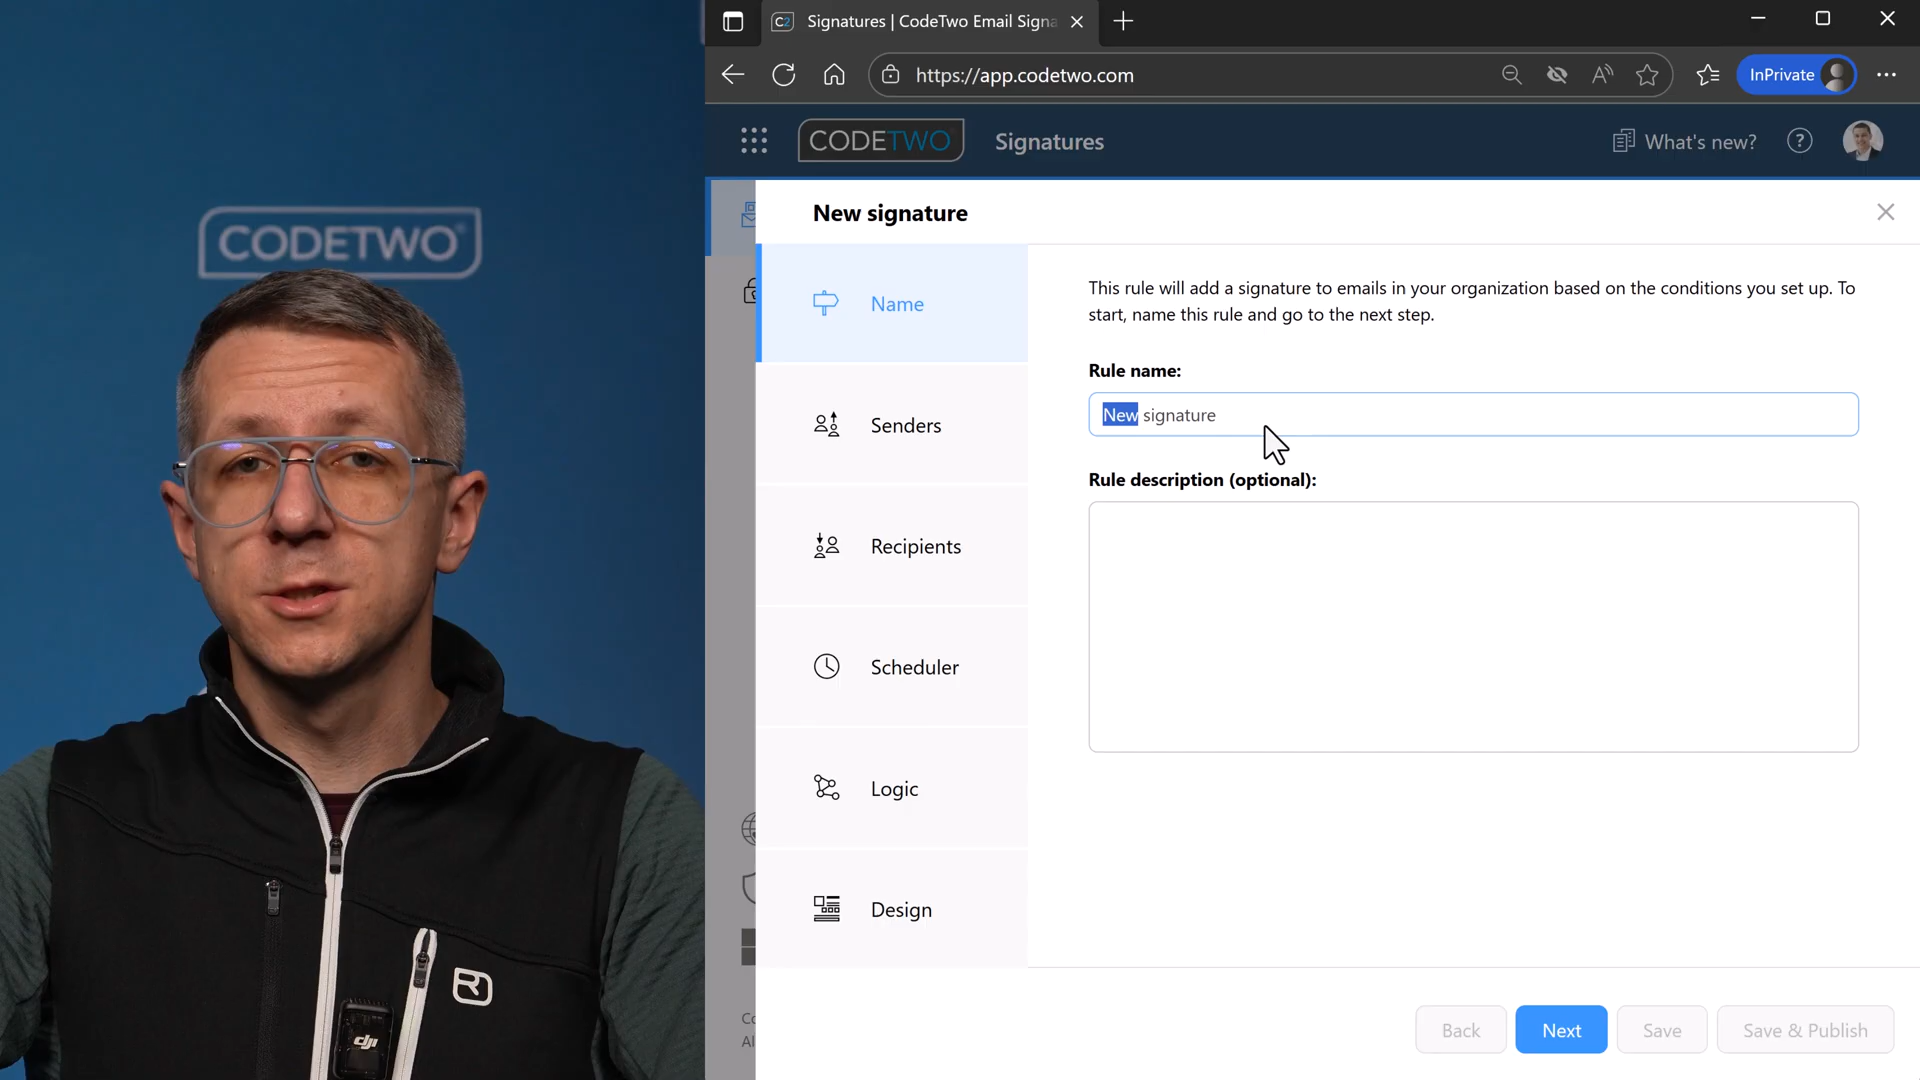 CODETWO
dji
Signatures | CodeTwo Email Signa
https://app.codetwo.com
InPrivate
CODETWO
Signatures
What's new?
New signature
Name
Senders
Recipients
Scheduler
Logic
Design
This rule will add a signature to emails in your organization based on the conditions you set up. To
start, name this rule and go to the next step.
Rule name:
New signature
Rule description (optional):
Back
Next
Save
Save & Publish